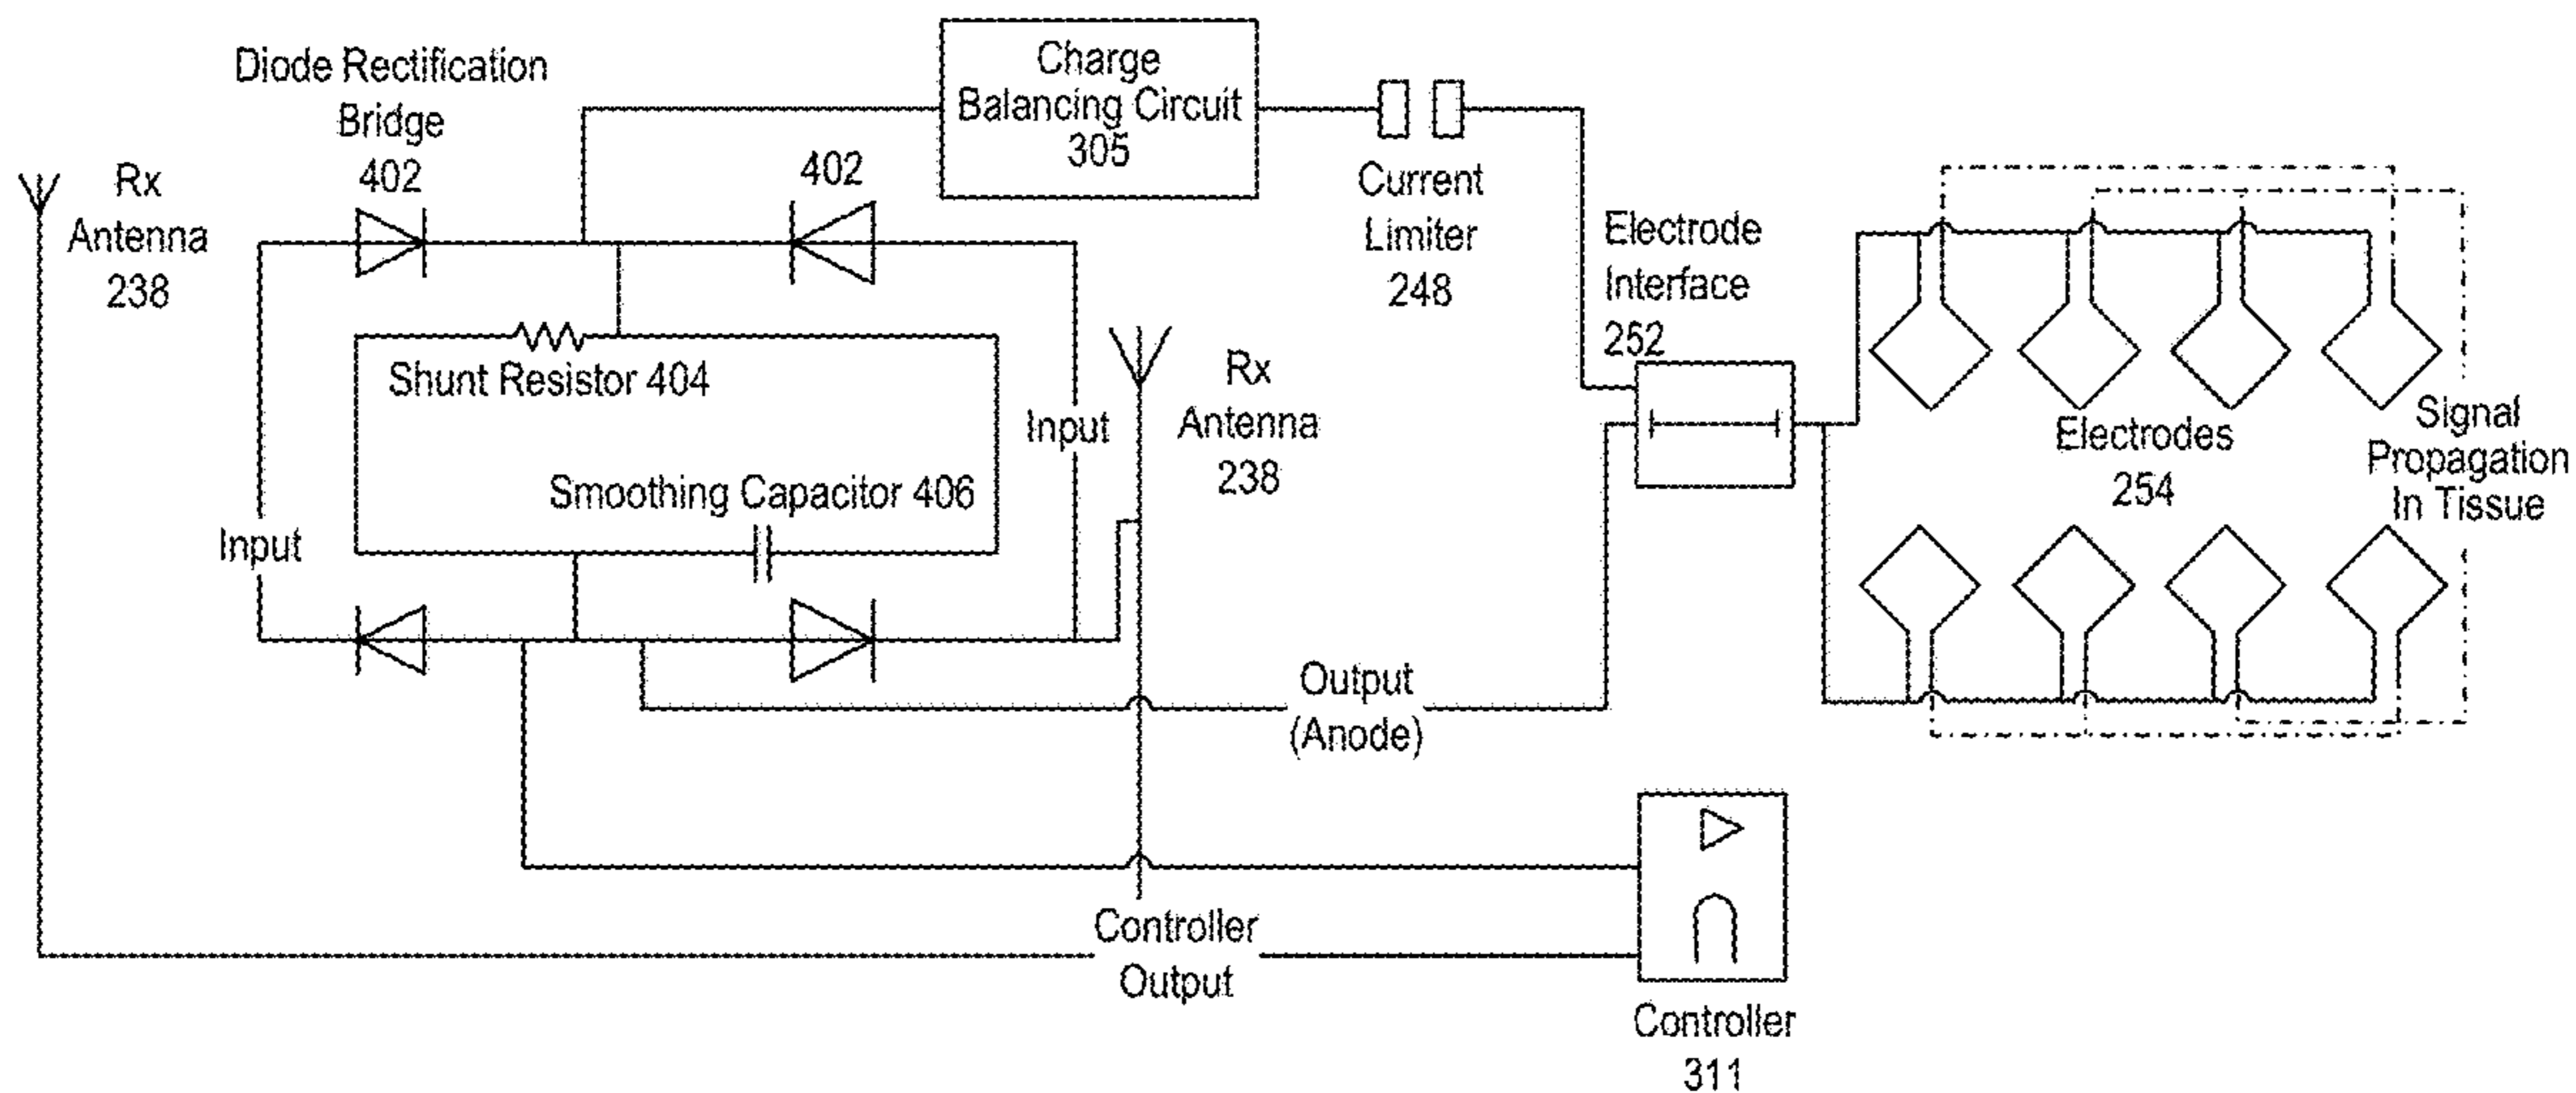 Diode Rectification
Bridge
402
402
Charge
Balancing Circuit
305
Rx
Antenna
238
Current
Limiter
248
Electrode
Interface
252
Shunt Resistor 404
Smoothing Capacitor 406
Input
Input
Rx
Antenna
238
Electrodes
254
Signal
Propagation
In Tissue
Output
(Anode)
Controller
Output
Controller
311